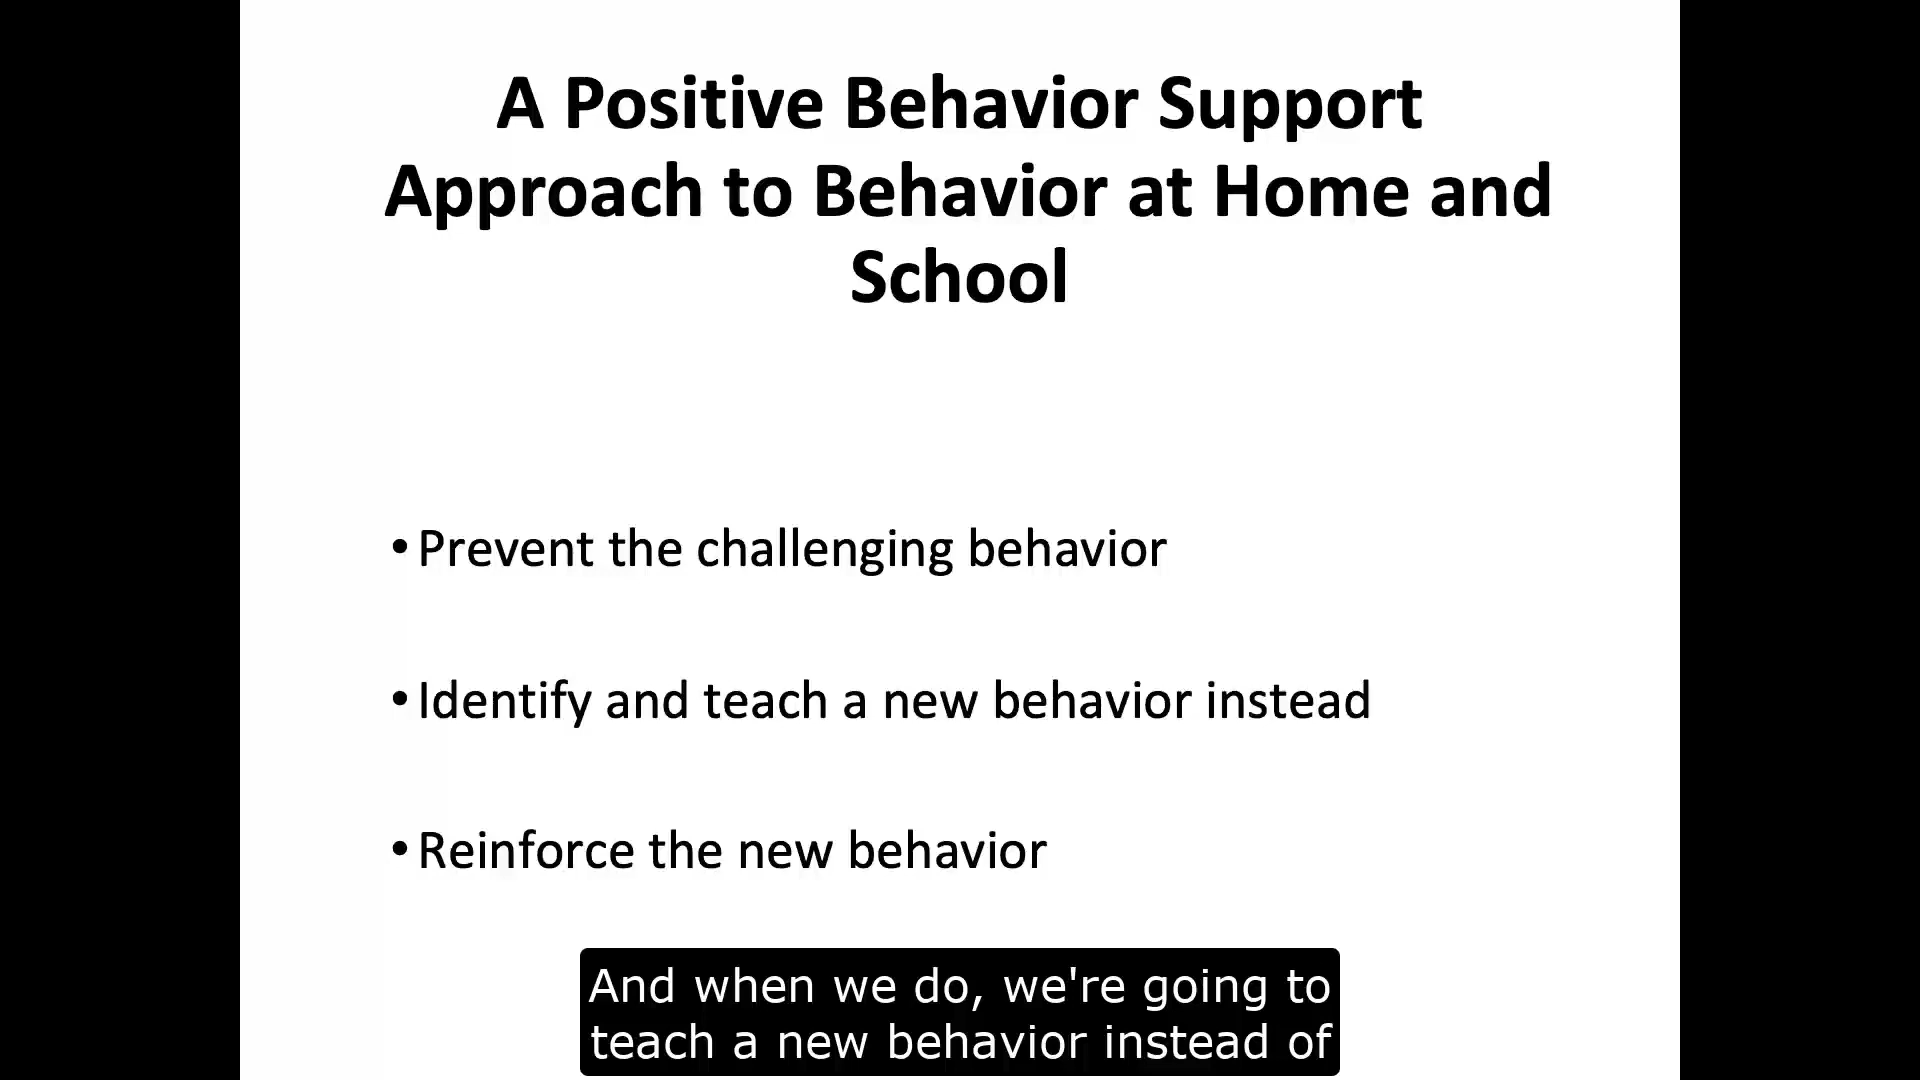 A Positive Behavior Support
Approach to Behavior at Home and
School
• Prevent the challenging behavior
• Identify and teach a new behavior instead
• Reinforce the new behavior
And when we do, we're going to
teach a new behavior instead of